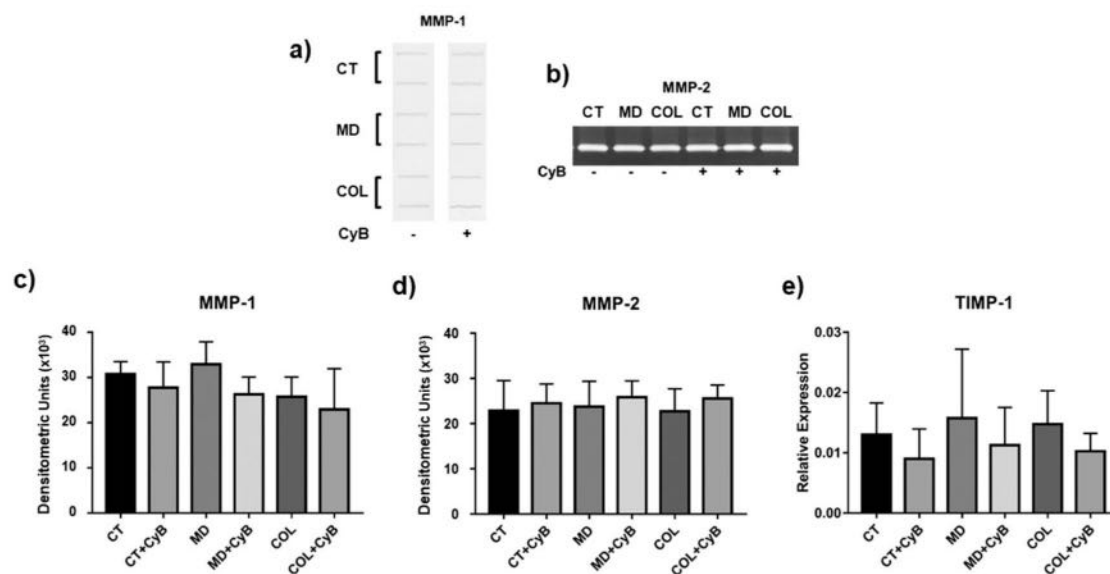 a)
MMP-1
CT
MD
COL
CyB - +
b)
MMP-2
CT MD COL CT MD COL
CyB - - - + + +
c)
MMP-1
Densitometric Units (x10³)
40
30
20
10
0
CT CT+CyB MD MD+CyB COL COL+CyB
d)
MMP-2
Densitometric Units (x10³)
40
30
20
10
0
CT CT+CyB MD MD+CyB COL COL+CyB
e)
TIMP-1
Relative Expression
0.03
0.02
0.01
0.00
CT CT+CyB MD MD+CyB COL COL+CyB